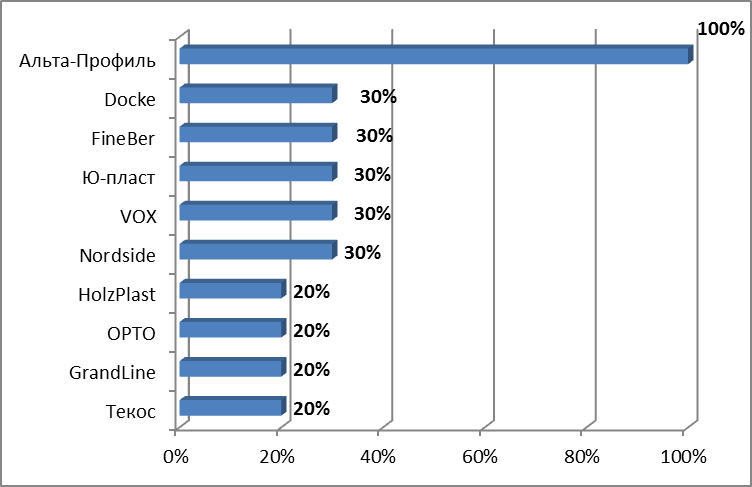 100%
Альта-Профиль
Docke 30%
FineBer 30%
Ю-пласт 30%
VOX 30%
Nordside 30%
HolzPlast 20%
ОРТО 20%
GrandLine 20%
Текос 20%
0% 20% 40% 60% 80% 100%